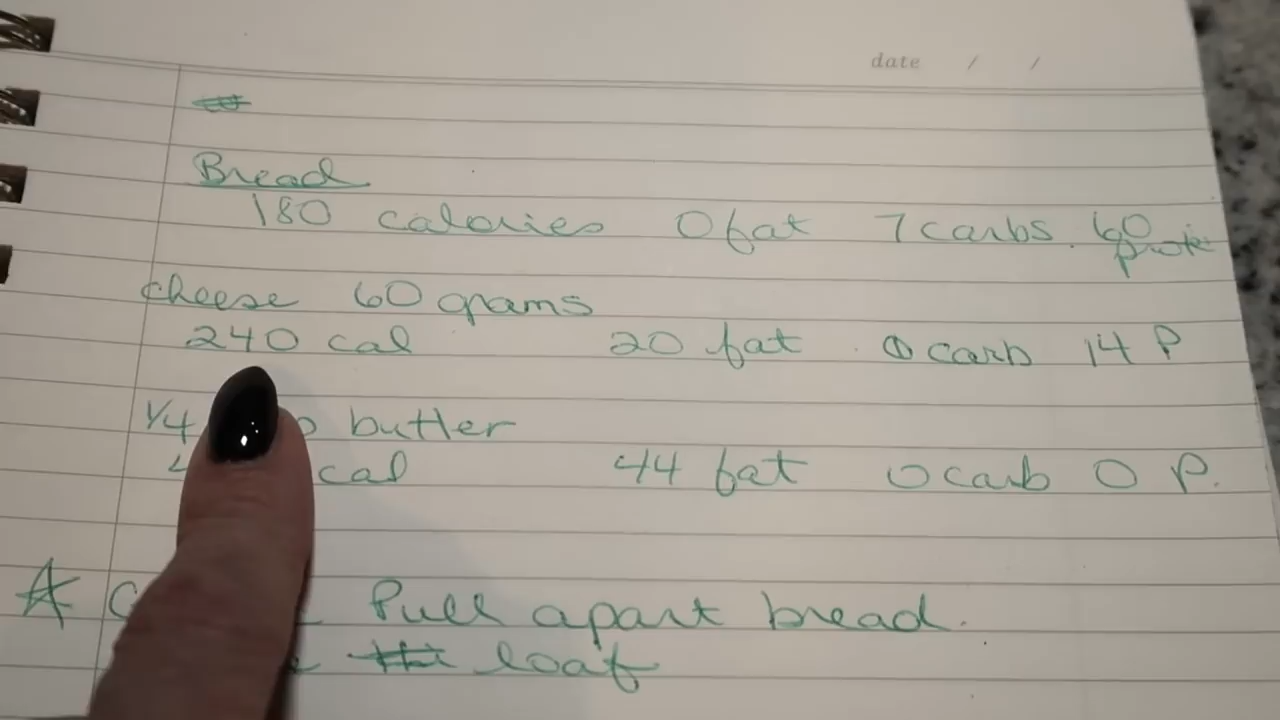 date / /
Bread
180 calories 0 fat 7 carbs. 60 protein
cheese 60 grams
240 cal 20 fat 0 carb 14 P
1/4 butter
cal 44 fat 0 carb 0 P.
Pull apart bread.
loaf